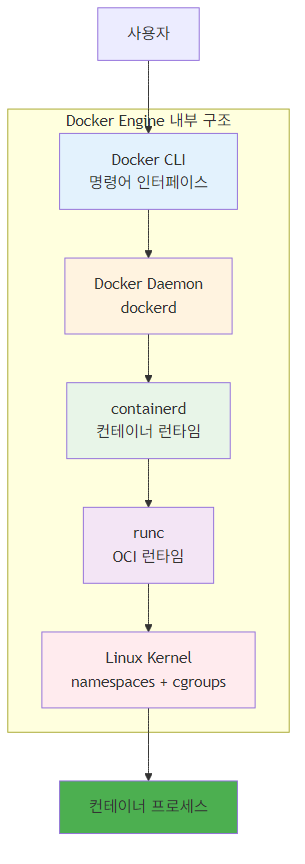 사용자
Docker Engine 내부 구조
Docker CLI
명령어 인터페이스
Docker Daemon
dockerd
containerd
컨테이너 런타임
runc
OCI 런타임
Linux Kernel
namespaces + cgroups
컨테이너 프로세스